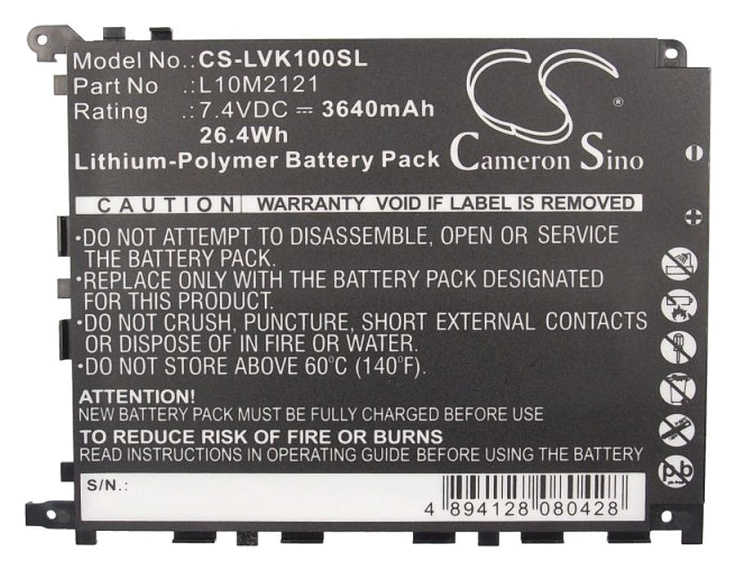 Model No.: CS-LVK100SL
Part No .: L10M2121
Rating .: 7.4VDC ⎓ 3640mAh
26.4Wh
Lithium-Polymer Battery Pack
CS ®
Cameron Sino
CAUTION WARRANTY VOID IF LABEL IS REMOVED
•DO NOT ATTEMPT TO DISASSEMBLE, OPEN OR SERVICE
THE BATTERY PACK.
•REPLACE ONLY WITH THE BATTERY PACK DESIGNATED
FOR THIS PRODUCT.
•DO NOT CRUSH, PUNCTURE, SHORT EXTERNAL CONTACTS
OR DISPOSE OF IN FIRE OR WATER.
•DO NOT STORE ABOVE 60°C (140°F).
ATTENTION!
NEW BATTERY PACK MUST BE FULLY CHARGED BEFORE USE
TO REDUCE RISK OF FIRE OR BURNS
READ INSTRUCTIONS IN OPERATING GUIDE BEFORE USING THE BATTERY
S/N.:
4 894128 080428
Pb